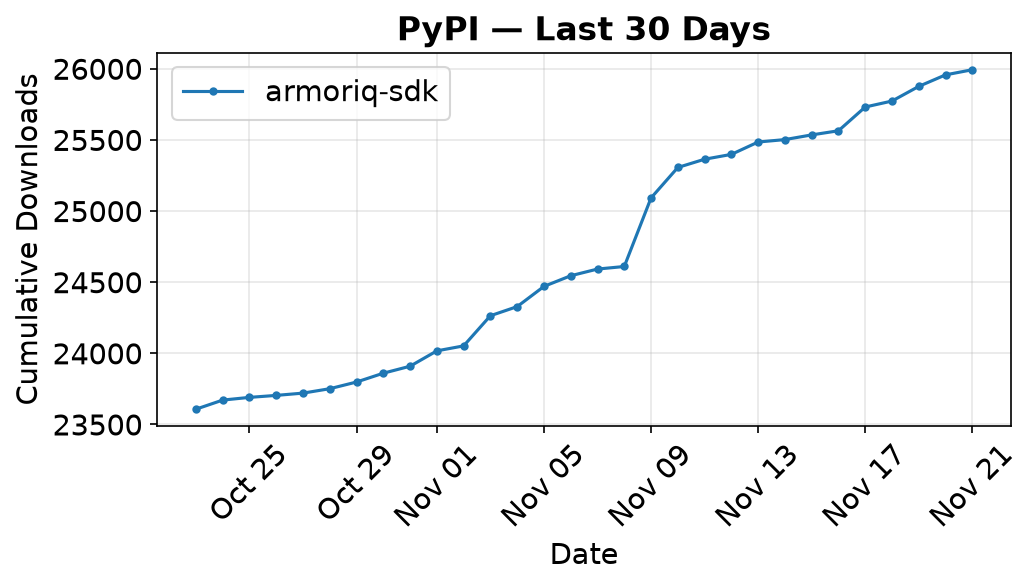 PyPI — Last 30 Days
armoriq-sdk
Cumulative Downloads
26000
25500
25000
24500
24000
23500
Oct 25
Oct 29
Nov 01
Nov 05
Nov 09
Nov 13
Nov 17
Nov 21
Date